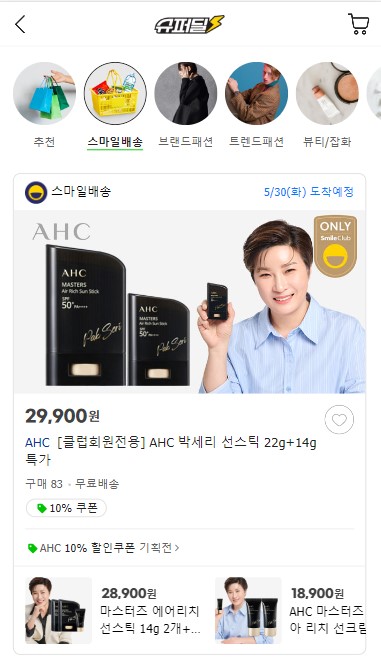 슈퍼딜
추천
스마일배송
브랜드패션
트렌드패션
뷰티/잡화
스마일배송
5/30(화) 도착예정
AHC
ONLY
SmileClub
AHC
MASTERS
Air Rich Sun Stick
SPF
50+
PA++++
Pak Seri
AHC
MASTERS
Air Rich Sun Stick
SPF
50+
PA++++
Pak Seri
29,900원
AHC [클럽회원전용] AHC 박세리 선스틱 22g+14g
특가
구매 83 · 무료배송
10% 쿠폰
AHC 10% 할인쿠폰 기획전
28,900원
마스터즈 에어리치
선스틱 14g 2개+...
18,900원
AHC 마스터즈
아 리치 선크림